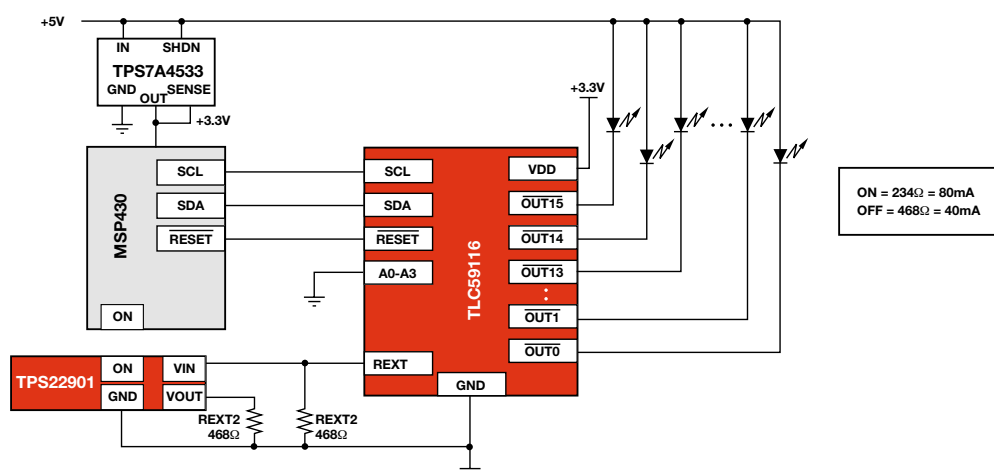 +5V
IN SHDN
TPS7A4533
GND OUT SENSE
+3.3V
+3.3V
MSP430
SCL
SDA
RESET
ON
TLC59116
SCL
SDA
RESET
A0-A3
REXT
GND
VDD
OUT15
OUT14
OUT13
OUT1
OUT0
ON = 234Ω = 80mA
OFF = 468Ω = 40mA
TPS22901
ON VIN
GND VOUT
REXT2
468Ω
REXT2
468Ω